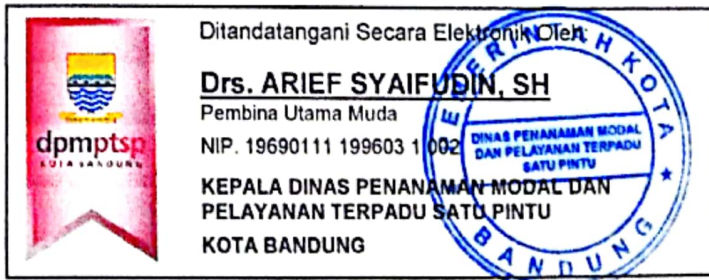 Ditandatangani Secara Elektronik Oleh:
Drs. ARIEF SYAIFUDIN, SH
Pembina Utama Muda
NIP. 19690111 199603 1 002
KEPALA DINAS PENANAMAN MODAL DAN
PELAYANAN TERPADU SATU PINTU
KOTA BANDUNG
dpmptsp
KOTA BANDUNG
PEMERINTAH KOTA
DINAS PENANAMAN MODAL
DAN PELAYANAN TERPADU
SATU PINTU
BANDUNG